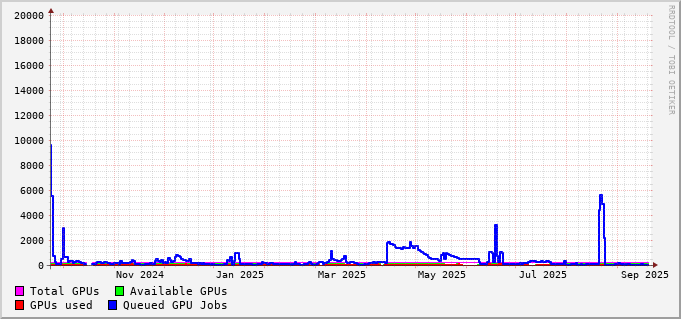 20000
18000
16000
14000
12000
10000
8000
6000
4000
2000
0
Nov 2024 Jan 2025 Mar 2025 May 2025 Jul 2025 Sep 2025
Total GPUs Available GPUs
GPUs used Queued GPU Jobs
RRDTOOL / TOBI OETIKER